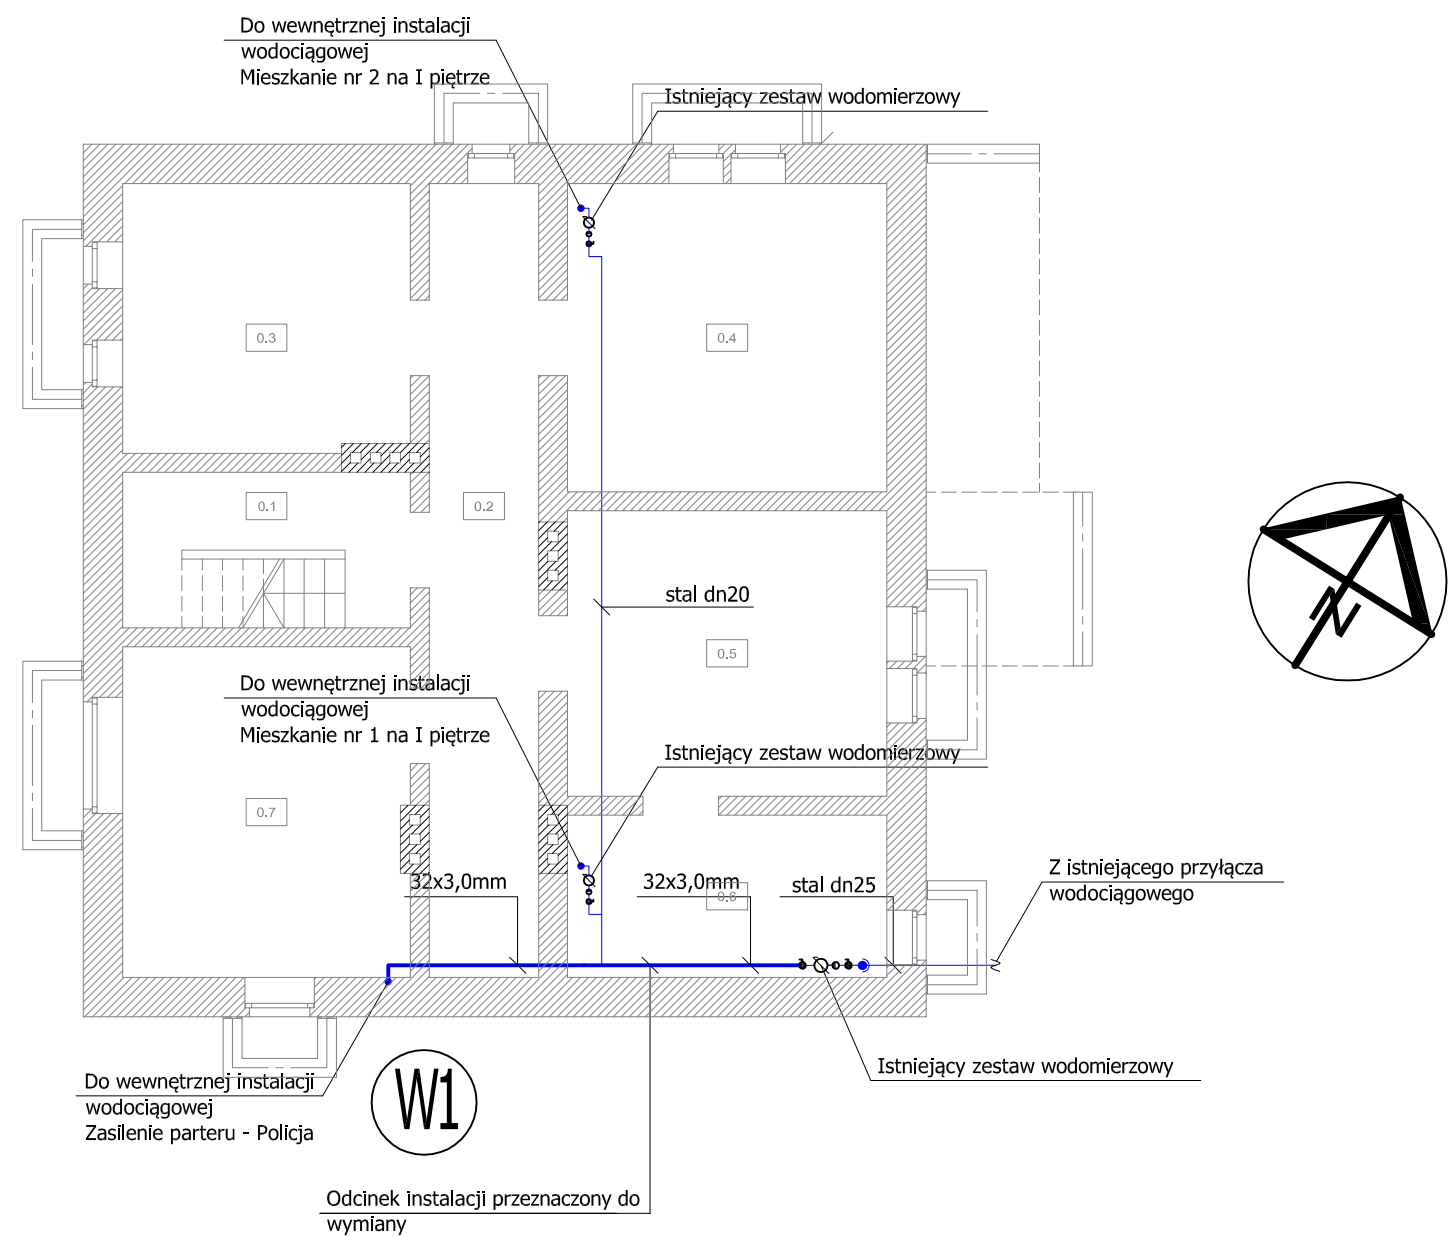 Do wewnętrznej instalacji
wodociągowej
Mieszkanie nr 2 na I piętrze
Istniejący zestaw wodomierzowy
0.3
0.4
0.1
0.2
stal dn20
0.5
N
Do wewnętrznej instalacji
wodociągowej
Mieszkanie nr 1 na I piętrze
Istniejący zestaw wodomierzowy
0.7
32x3,0mm
32x3,0mm
0.6
stal dn25
Z istniejącego przyłącza
wodociągowego
Istniejący zestaw wodomierzowy
Do wewnętrznej instalacji
wodociągowej
Zasilenie parteru - Policja
W1
Odcinek instalacji przeznaczony do
wymiany